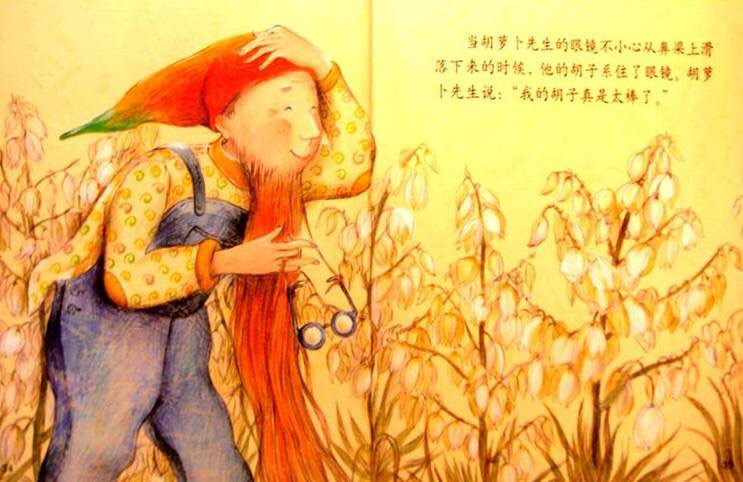 当胡萝卜先生的眼镜不小心从鼻梁上滑
落下来的时候，他的胡子系住了眼镜。胡萝
卜先生说：“我的胡子真是太棒了。”